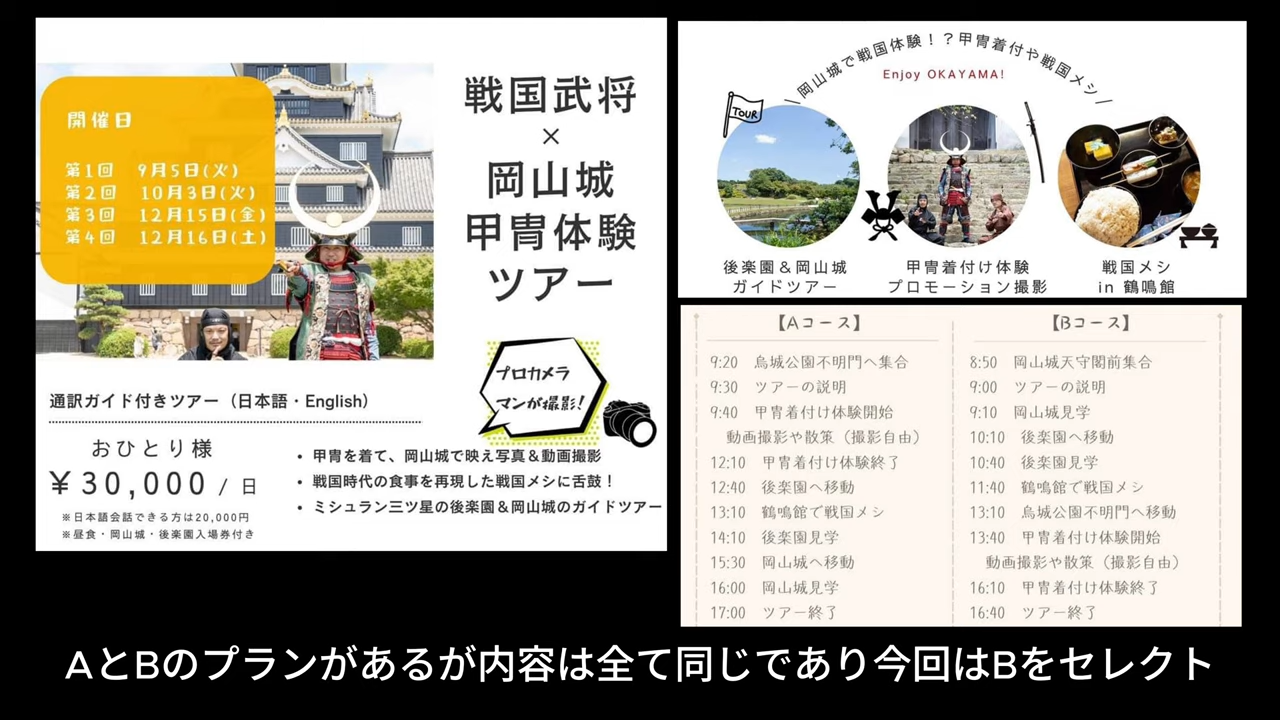 開催日
第1回 9月5日(火)
第2回 10月3日(火)
第3回 12月15日(金)
第4回 12月16日(土)
戦国武将
×
岡山城
甲冑体験
ツアー
プロカメラ
マンが撮影!
通訳ガイド付きツアー（日本語・English）
おひとり様
￥30,000 / 日
※日本語会話できる方は20,000円
※昼食・岡山城・後楽園入場券付き
・ 甲冑を着て、岡山城で映え写真＆動画撮影
・ 戦国時代の食事を再現した戦国メシに舌鼓！
・ ミシュラン三ツ星の後楽園＆岡山城のガイドツアー
\ 岡山城で戦国体験！？甲冑着付や戦国メシ /
Enjoy OKAYAMA!
TOUR
後楽園＆岡山城
ガイドツアー
甲冑着付け体験
プロモーション撮影
戦国メシ
in 鶴鳴館
【Aコース】
9:20 烏城公園不明門へ集合
9:30 ツアーの説明
9:40 甲冑着付け体験開始
動画撮影や散策（撮影自由）
12:10 甲冑着付け体験終了
12:40 後楽園へ移動
13:10 鶴鳴館で戦国メシ
14:10 後楽園見学
15:30 岡山城へ移動
16:00 岡山城見学
17:00 ツアー終了
【Bコース】
8:50 岡山城天守閣前集合
9:00 ツアーの説明
9:10 岡山城見学
10:10 後楽園へ移動
10:40 後楽園見学
11:40 鶴鳴館で戦国メシ
13:10 烏城公園不明門へ移動
13:40 甲冑着付け体験開始
動画撮影や散策（撮影自由）
16:10 甲冑着付け体験終了
16:40 ツアー終了
AとBのプランがあるが内容は全て同じであり今回はBをセレクト